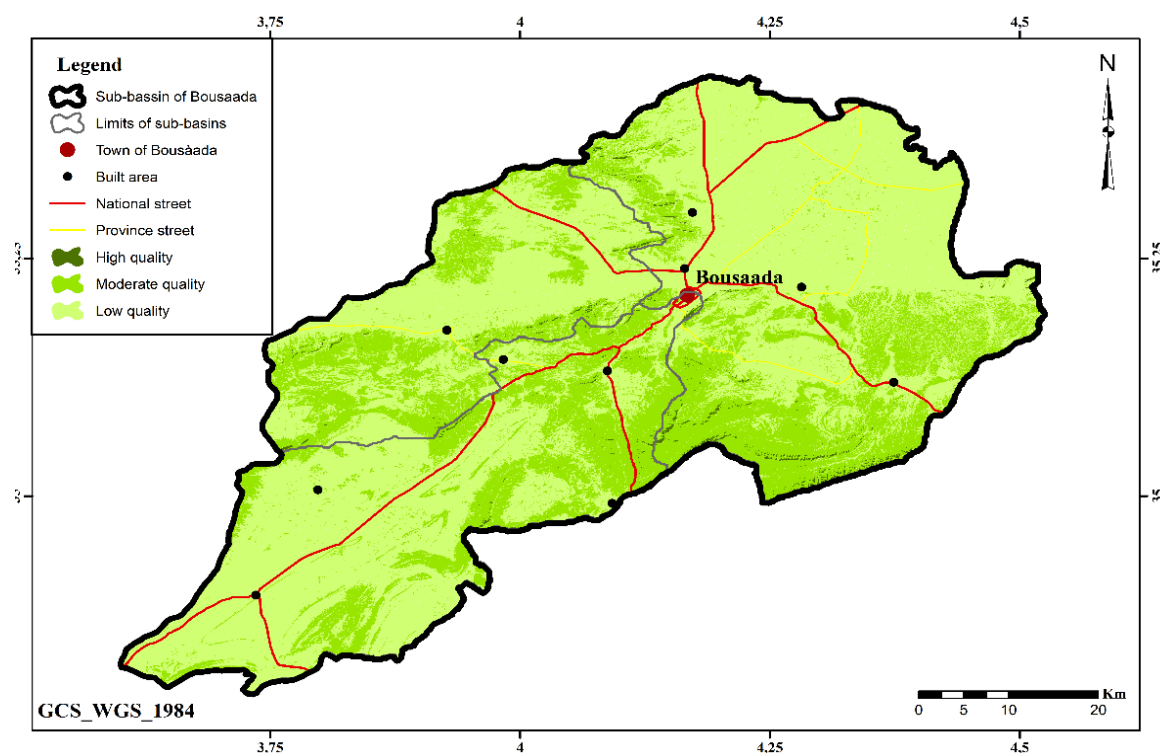 3,75 4 4,25 4,5
N
Legend
Sub-bassin of Bousaada
Limits of sub-basins
Town of Bousàada
Built area
National street
Province street
High quality
Moderate quality
Low quality
35,25
Bousaada
35
Km
0 5 10 20
GCS_WGS_1984
3,75 4 4,25 4,5